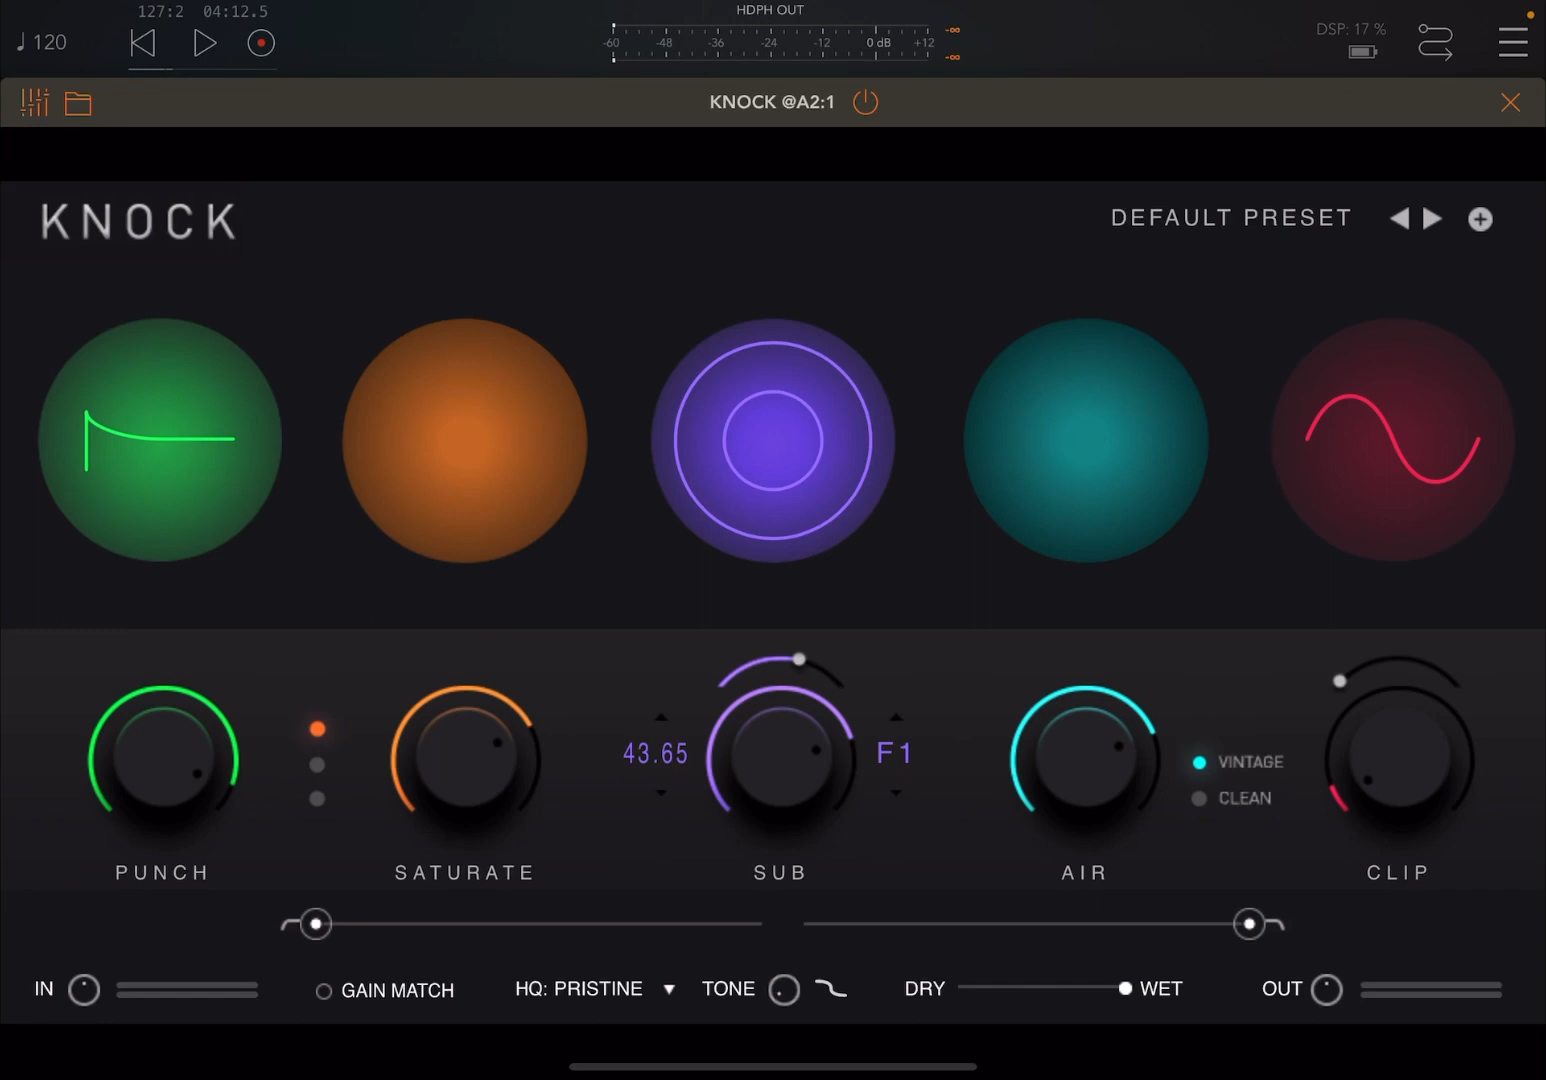 127:2 04:12.5
HDPH OUT
♩ 120
-60 -48 -36 -24 -12 0 dB +12
-∞
-∞
DSP: 17 %
KNOCK @A2:1
KNOCK
DEFAULT PRESET
43.65
F1
VINTAGE
CLEAN
PUNCH
SATURATE
SUB
AIR
CLIP
IN
GAIN MATCH
HQ: PRISTINE
TONE
DRY
WET
OUT